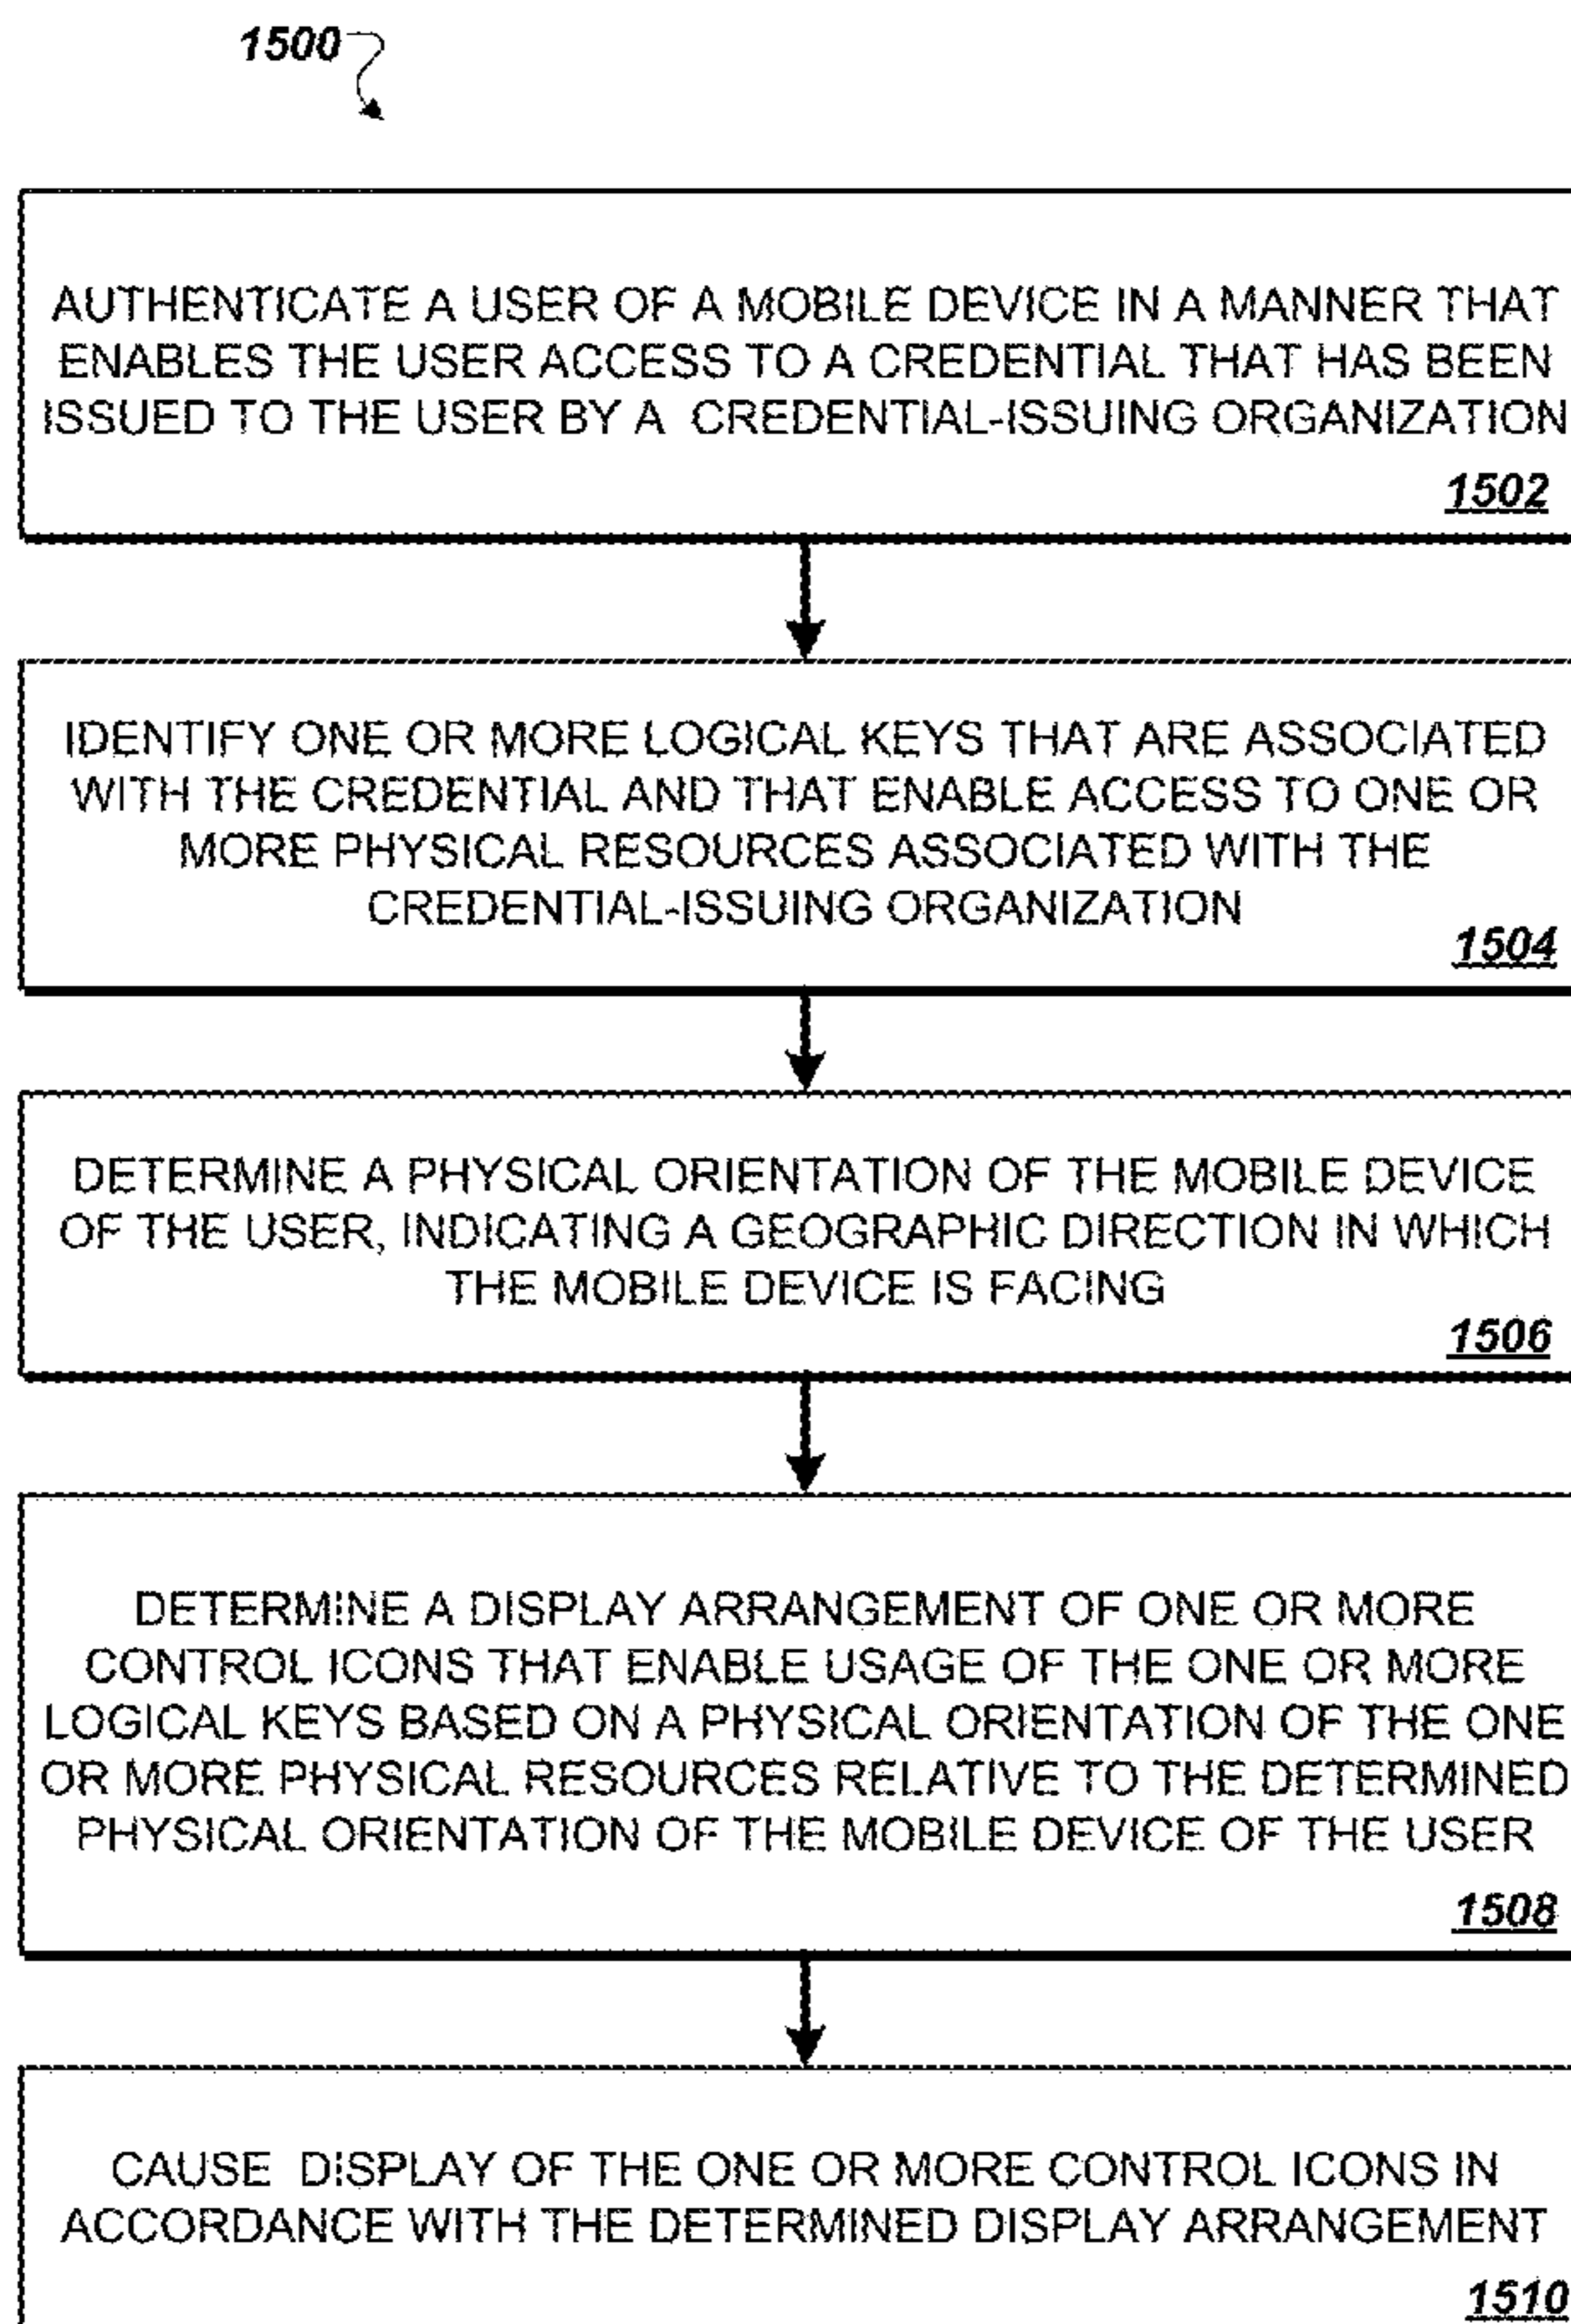 1500
AUTHENTICATE A USER OF A MOBILE DEVICE IN A MANNER THAT
ENABLES THE USER ACCESS TO A CREDENTIAL THAT HAS BEEN
ISSUED TO THE USER BY A CREDENTIAL-ISSUING ORGANIZATION
1502
IDENTIFY ONE OR MORE LOGICAL KEYS THAT ARE ASSOCIATED
WITH THE CREDENTIAL AND THAT ENABLE ACCESS TO ONE OR
MORE PHYSICAL RESOURCES ASSOCIATED WITH THE
CREDENTIAL-ISSUING ORGANIZATION
1504
DETERMINE A PHYSICAL ORIENTATION OF THE MOBILE DEVICE
OF THE USER, INDICATING A GEOGRAPHIC DIRECTION IN WHICH
THE MOBILE DEVICE IS FACING
1506
DETERMINE A DISPLAY ARRANGEMENT OF ONE OR MORE
CONTROL ICONS THAT ENABLE USAGE OF THE ONE OR MORE
LOGICAL KEYS BASED ON A PHYSICAL ORIENTATION OF THE ONE
OR MORE PHYSICAL RESOURCES RELATIVE TO THE DETERMINED
PHYSICAL ORIENTATION OF THE MOBILE DEVICE OF THE USER
1508
CAUSE DISPLAY OF THE ONE OR MORE CONTROL ICONS IN
ACCORDANCE WITH THE DETERMINED DISPLAY ARRANGEMENT
1510